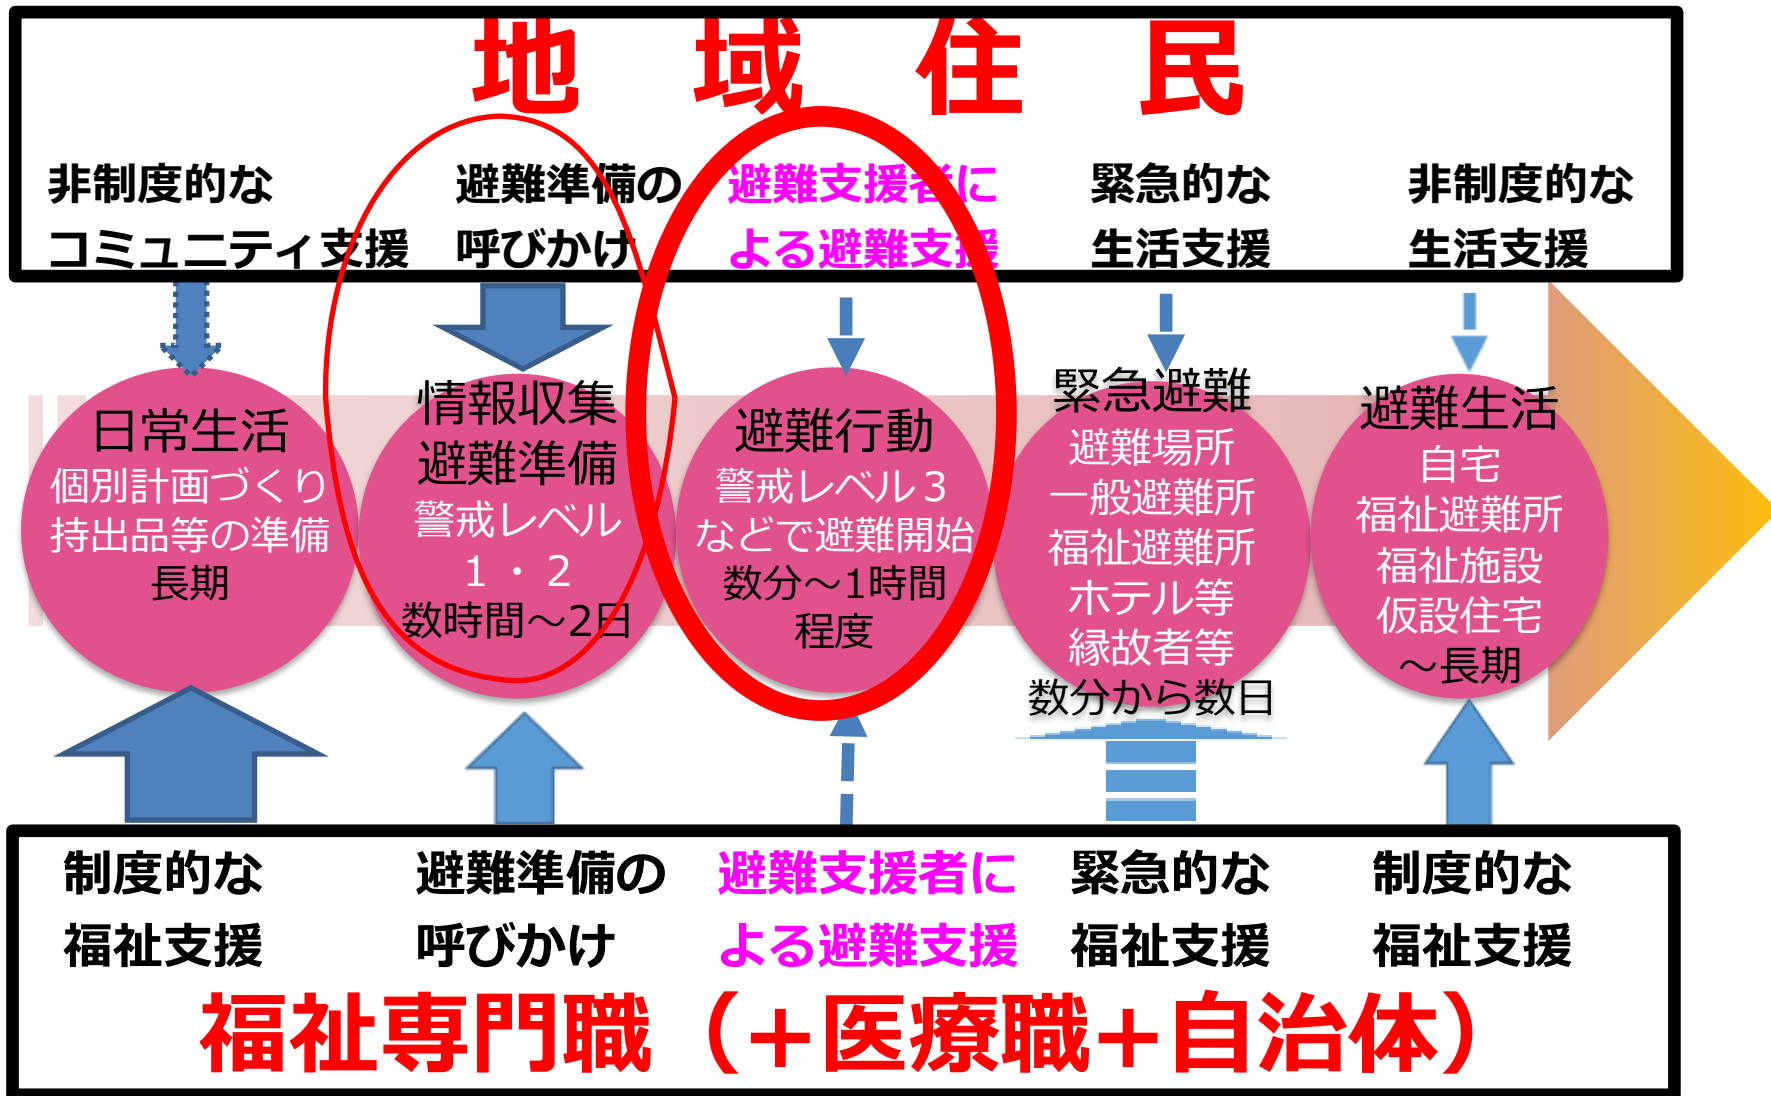 地 域 住 民
非制度的な
コミュニティ支援
避難準備の
呼びかけ
避難支援者に
よる避難支援
緊急的な
生活支援
非制度的な
生活支援
日常生活
個別計画づくり
持出品等の準備
長期
情報収集
避難準備
警戒レベル
１・２
数時間～2日
避難行動
警戒レベル３
などで避難開始
数分～1時間
程度
緊急避難
避難場所
一般避難所
福祉避難所
ホテル等
縁故者等
数分から数日
避難生活
自宅
福祉避難所
福祉施設
仮設住宅
～長期
制度的な
福祉支援
避難準備の
呼びかけ
避難支援者に
よる避難支援
緊急的な
福祉支援
制度的な
福祉支援
福祉専門職（+医療職+自治体）